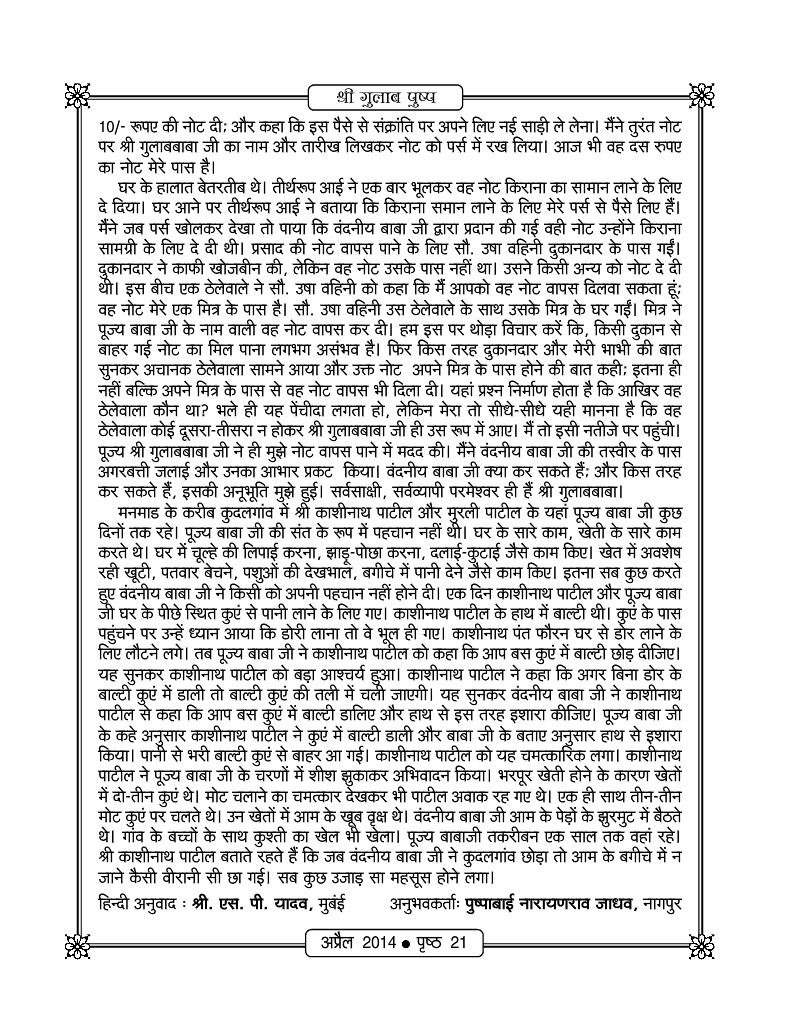 श्री गुलाब पुष्प
10/- रूपए की नोट दी; और कहा कि इस पैसे से संक्रांति पर अपने लिए नई साड़ी ले लेना। मैंने तुरंत नोट
पर श्री गुलाबबाबा जी का नाम और तारीख लिखकर नोट को पर्स में रख लिया। आज भी वह दस रुपए
का नोट मेरे पास है।
घर के हालात बेतरतीब थे। तीर्थरूप आई ने एक बार भूलकर वह नोट किराना का सामान लाने के लिए
दे दिया। घर आने पर तीर्थरूप आई ने बताया कि किराना समान लाने के लिए मेरे पर्स से पैसे लिए हैं।
मैंने जब पर्स खोलकर देखा तो पाया कि वंदनीय बाबा जी द्वारा प्रदान की गई वही नोट उन्होंने किराना
सामग्री के लिए दे दी थी। प्रसाद की नोट वापस पाने के लिए सौ. उषा वहिनी दुकानदार के पास गईं।
दुकानदार ने काफी खोजबीन की, लेकिन वह नोट उसके पास नहीं था। उसने किसी अन्य को नोट दे दी
थी। इस बीच एक ठेलेवाले ने सौ. उषा वहिनी को कहा कि मैं आपको वह नोट वापस दिलवा सकता हूं;
वह नोट मेरे एक मित्र के पास है। सौ. उषा वहिनी उस ठेलेवाले के साथ उसके मित्र के घर गईं। मित्र ने
पूज्य बाबा जी के नाम वाली वह नोट वापस कर दी। हम इस पर थोड़ा विचार करें कि, किसी दुकान से
बाहर गई नोट का मिल पाना लगभग असंभव है। फिर किस तरह दुकानदार और मेरी भाभी की बात
सुनकर अचानक ठेलेवाला सामने आया और उक्त नोट अपने मित्र के पास होने की बात कही; इतना ही
नहीं बल्कि अपने मित्र के पास से वह नोट वापस भी दिला दी। यहां प्रश्न निर्माण होता है कि आखिर वह
ठेलेवाला कौन था? भले ही यह पेंचीदा लगता हो, लेकिन मेरा तो सीधे-सीधे यही मानना है कि वह
ठेलेवाला कोई दूसरा-तीसरा न होकर श्री गुलाबबाबा जी ही उस रूप में आए। मैं तो इसी नतीजे पर पहुंची।
पूज्य श्री गुलाबबाबा जी ने ही मुझे नोट वापस पाने में मदद की। मैंने वंदनीय बाबा जी की तस्वीर के पास
अगरबत्ती जलाई और उनका आभार प्रकट किया। वंदनीय बाबा जी क्या कर सकते हैं; और किस तरह
कर सकते हैं, इसकी अनूभूति मुझे हुई। सर्वसाक्षी, सर्वव्यापी परमेश्वर ही हैं श्री गुलाबबाबा।
मनमाड के करीब कुदलगांव में श्री काशीनाथ पाटील और मुरली पाटील के यहां पूज्य बाबा जी कुछ
दिनों तक रहे। पूज्य बाबा जी की संत के रूप में पहचान नहीं थी। घर के सारे काम, खेती के सारे काम
करते थे। घर में चूल्हे की लिपाई करना, झाड़ू-पोछा करना, दलाई-कुटाई जैसे काम किए। खेत में अवशेष
रही खूटी, पतवार बेचने, पशुओं की देखभाल, बगीचे में पानी देने जैसे काम किए। इतना सब कुछ करते
हुए वंदनीय बाबा जी ने किसी को अपनी पहचान नहीं होने दी। एक दिन काशीनाथ पाटील और पूज्य बाबा
जी घर के पीछे स्थित कुएं से पानी लाने के लिए गए। काशीनाथ पाटील के हाथ में बाल्टी थी। कुएं के पास
पहुंचने पर उन्हें ध्यान आया कि डोरी लाना तो वे भूल ही गए। काशीनाथ पंत फौरन घर से डोर लाने के
लिए लौटने लगे। तब पूज्य बाबा जी ने काशीनाथ पाटील को कहा कि आप बस कुएं में बाल्टी छोड़ दीजिए।
यह सुनकर काशीनाथ पाटील को बड़ा आश्चर्य हुआ। काशीनाथ पाटील ने कहा कि अगर बिना डोर के
बाल्टी कुएं में डाली तो बाल्टी कुएं की तली में चली जाएगी। यह सुनकर वंदनीय बाबा जी ने काशीनाथ
पाटील से कहा कि आप बस कुएं में बाल्टी डालिए और हाथ से इस तरह इशारा कीजिए। पूज्य बाबा जी
के कहे अनुसार काशीनाथ पाटील ने कुएं में बाल्टी डाली और बाबा जी के बताए अनुसार हाथ से इशारा
किया। पानी से भरी बाल्टी कुएं से बाहर आ गई। काशीनाथ पाटील को यह चमत्कारिक लगा। काशीनाथ
पाटील ने पूज्य बाबा जी के चरणों में शीश झुकाकर अभिवादन किया। भरपूर खेती होने के कारण खेतों
में दो-तीन कुएं थे। मोट चलाने का चमत्कार देखकर भी पाटील अवाक रह गए थे। एक ही साथ तीन-तीन
मोट कुएं पर चलते थे। उन खेतों में आम के खूब वृक्ष थे। वंदनीय बाबा जी आम के पेड़ों के झुरमुट में बैठते
थे। गांव के बच्चों के साथ कुश्ती का खेल भी खेला। पूज्य बाबाजी तकरीबन एक साल तक वहां रहे।
श्री काशीनाथ पाटील बताते रहते हैं कि जब वंदनीय बाबा जी ने कुदलगांव छोड़ा तो आम के बगीचे में न
जाने कैसी वीरानी सी छा गई। सब कुछ उजाड़ सा महसूस होने लगा।
हिन्दी अनुवाद : श्री. एस. पी. यादव, मुबंई अनुभवकर्ताः पुष्पाबाई नारायणराव जाधव, नागपुर
अप्रैल 2014 ● पृष्ठ 21